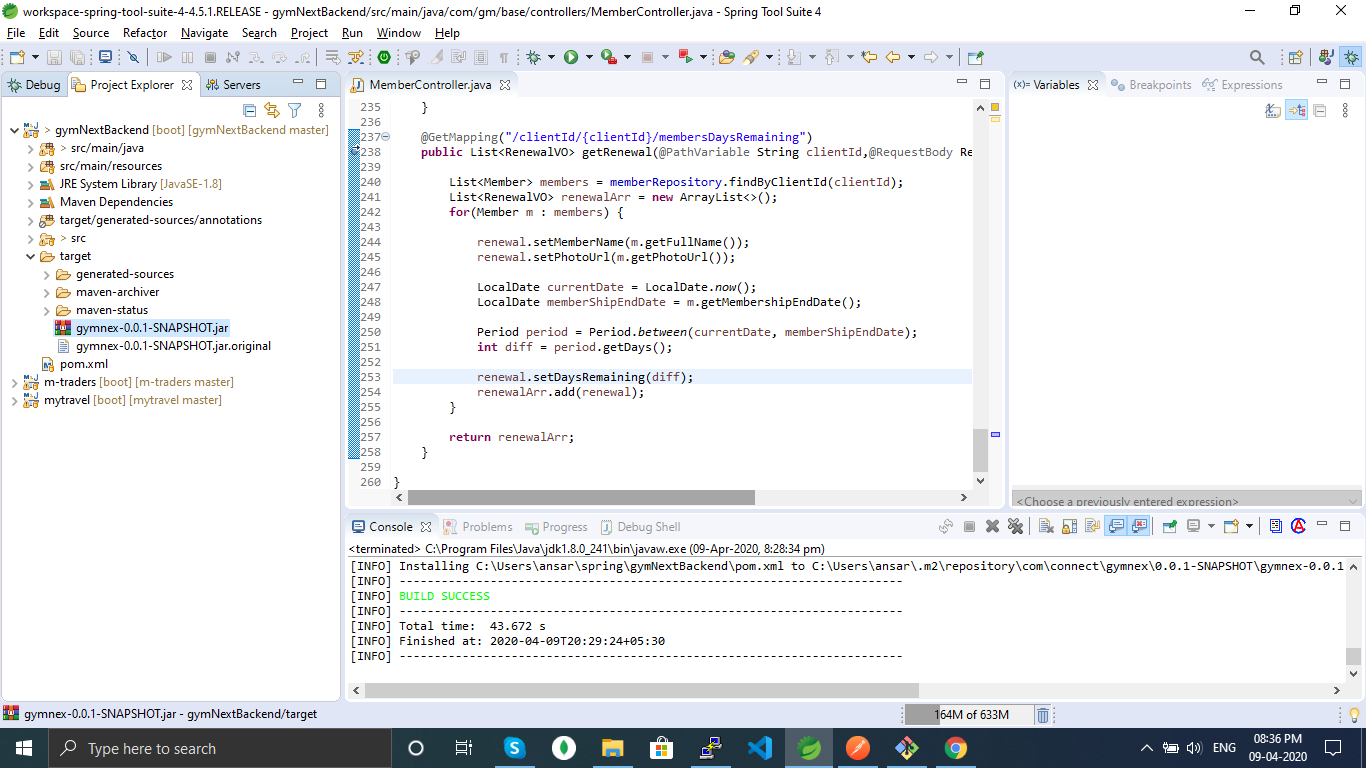 workspace-spring-tool-suite-4-4.5.1.RELEASE - gymNextBackend/src/main/java/com/gm/base/controllers/MemberController.java - Spring Tool Suite 4
File Edit Source Refactor Navigate Search Project Run Window Help
Debug Project Explorer Servers
> gymNextBackend [boot] [gymNextBackend master]
> src/main/java
src/main/resources
JRE System Library [JavaSE-1.8]
Maven Dependencies
target/generated-sources/annotations
> src
target
generated-sources
maven-archiver
maven-status
gymnex-0.0.1-SNAPSHOT.jar
gymnex-0.0.1-SNAPSHOT.jar.original
pom.xml
m-traders [boot] [m-traders master]
mytravel [boot] [mytravel master]
MemberController.java
235 }
236
237 @GetMapping("/clientId/{clientId}/membersDaysRemaining")
238 public List<RenewalVO> getRenewal(@PathVariable String clientId,@RequestBody Re
239
240 List<Member> members = memberRepository.findByClientId(clientId);
241 List<RenewalVO> renewalArr = new ArrayList<>();
242 for(Member m : members) {
243
244 renewal.setMemberName(m.getFullName());
245 renewal.setPhotoUrl(m.getPhotoUrl());
246
247 LocalDate currentDate = LocalDate.now();
248 LocalDate memberShipEndDate = m.getMembershipEndDate();
249
250 Period period = Period.between(currentDate, memberShipEndDate);
251 int diff = period.getDays();
252
253 renewal.setDaysRemaining(diff);
254 renewalArr.add(renewal);
255 }
256
257 return renewalArr;
258 }
259
260 }
(x)= Variables Breakpoints Expressions
<Choose a previously entered expression>
Console Problems Progress Debug Shell
<terminated> C:\Program Files\Java\jdk1.8.0_241\bin\javaw.exe (09-Apr-2020, 8:28:34 pm)
[INFO] Installing C:\Users\ansar\spring\gymNextBackend\pom.xml to C:\Users\ansar\.m2\repository\com\connect\gymnex\0.0.1-SNAPSHOT\gymnex-0.0.1
[INFO] ------------------------------------------------------------------------
[INFO] BUILD SUCCESS
[INFO] ------------------------------------------------------------------------
[INFO] Total time:  43.672 s
[INFO] Finished at: 2020-04-09T20:29:24+05:30
[INFO] ------------------------------------------------------------------------
gymnex-0.0.1-SNAPSHOT.jar - gymNextBackend/target
164M of 633M
Type here to search
ENG
08:36 PM
09-04-2020